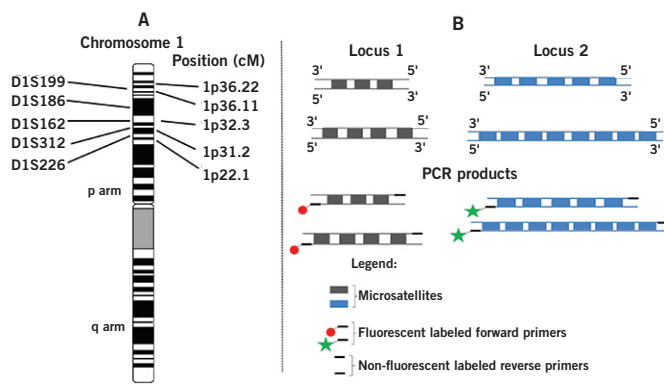 A
Chromosome 1
Position (cM)
D1S199
D1S186
D1S162
D1S312
D1S226
1p36.22
1p36.11
1p32.3
1p31.2
1p22.1
p arm
q arm
B
Locus 1
Locus 2
3' 5'
5' 3'
3' 5'
5' 3'
3' 5'
5' 3'
3' 5'
5' 3'
PCR products
Legend:
Microsatellites
Fluorescent labeled forward primers
Non-fluorescent labeled reverse primers